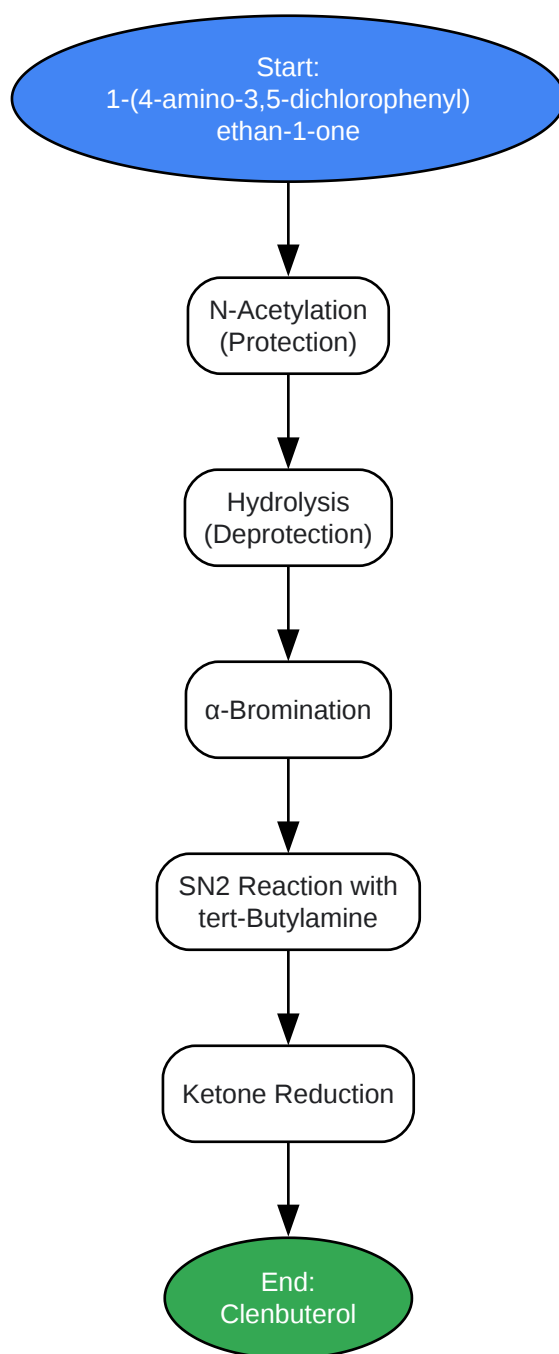 Start:
1-(4-amino-3,5-dichlorophenyl)
ethan-1-one
N-Acetylation
(Protection)
Hydrolysis
(Deprotection)
α-Bromination
SN2 Reaction with
tert-Butylamine
Ketone Reduction
End:
Clenbuterol